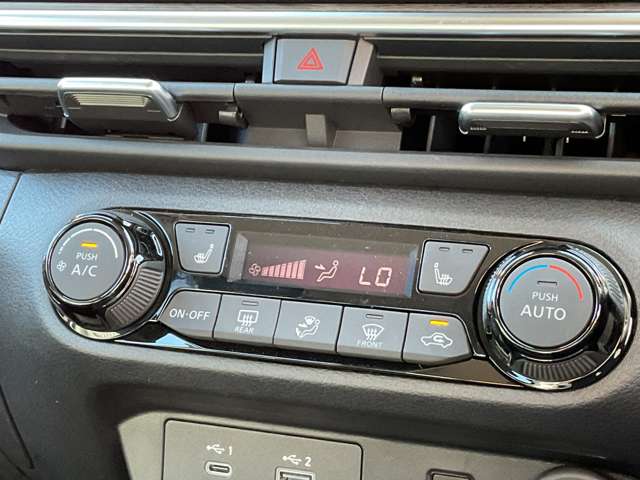 PUSH
A/C
LO
PUSH
AUTO
ON·OFF
REAR
FRONT
1
2